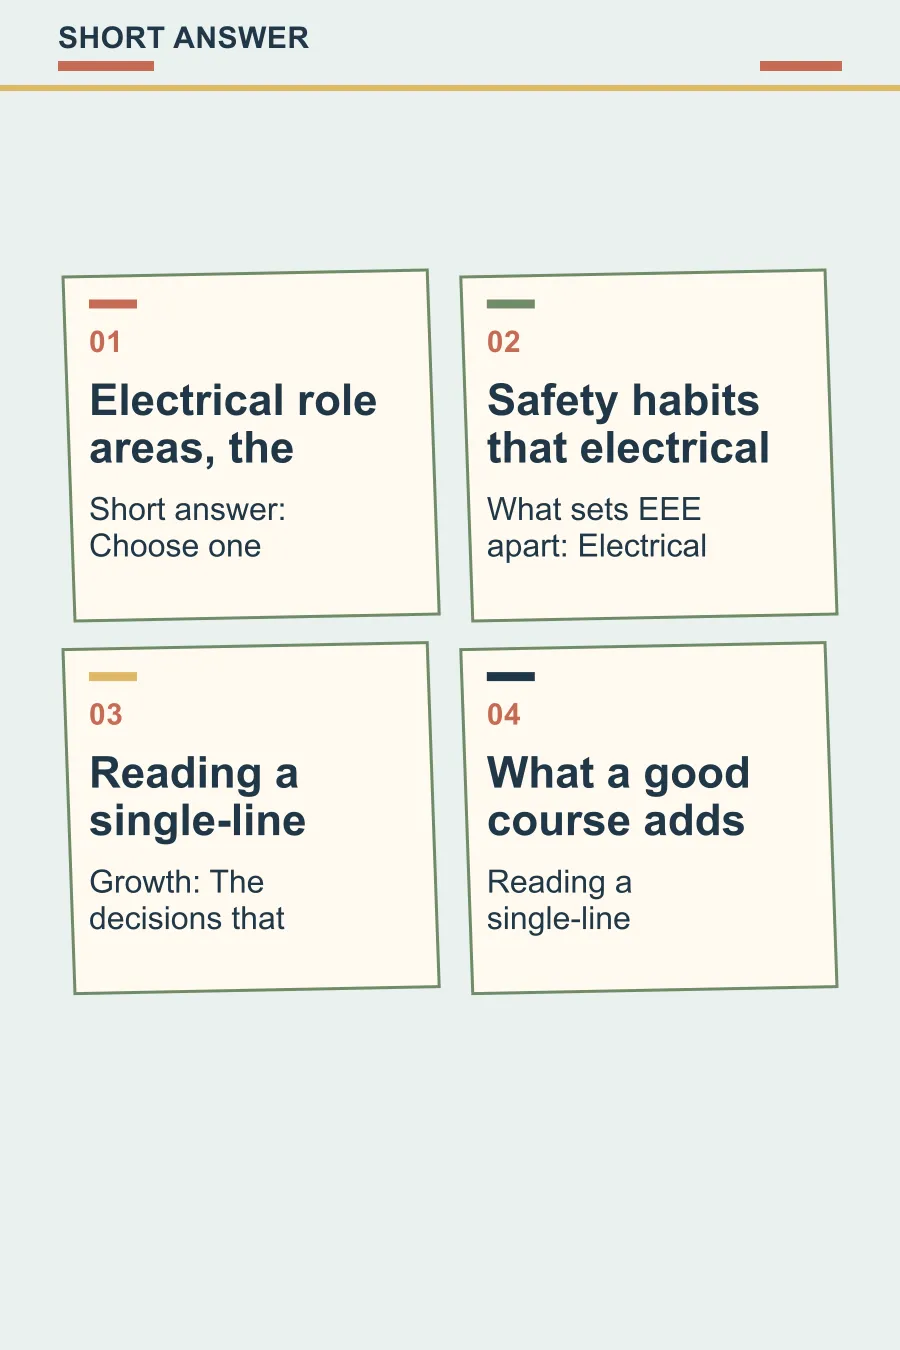 SHORT ANSWER
01
Electrical role
areas, the
Short answer:
Choose one
02
Safety habits
that electrical
What sets EEE
apart: Electrical
03
Reading a
single-line
Growth: The
decisions that
04
What a good
course adds
Reading a
single-line